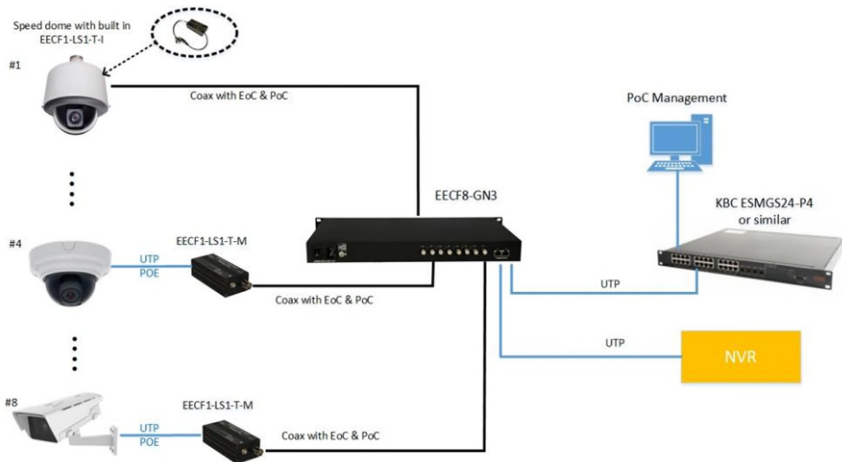 Speed dome with built in
EECF1-LS1-T-I
#1
Coax with EoC & PoC
PoC Management
EECF8-GN3
KBC ESMGS24-P4
or similar
#4
UTP
POE
EECF1-LS1-T-M
Coax with EoC & PoC
UTP
UTP
NVR
#8
UTP
POE
EECF1-LS1-T-M
Coax with EoC & PoC